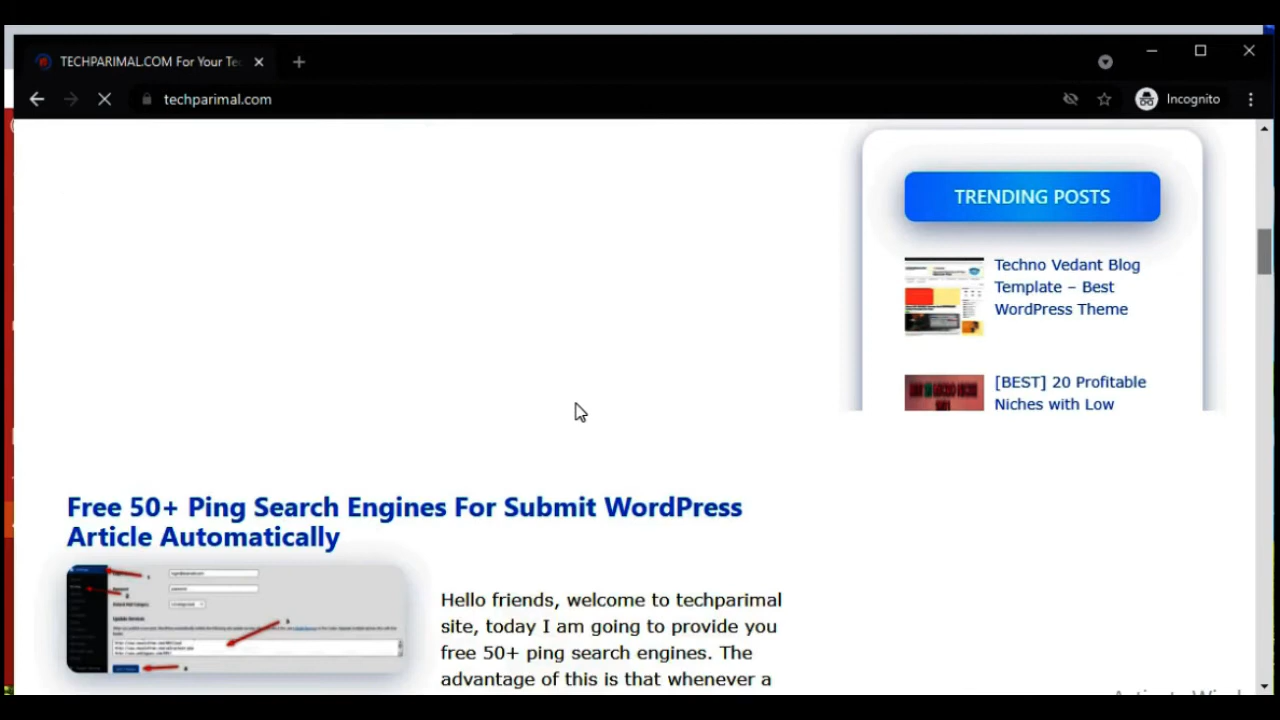 TECHPARIMAL.COM For Your Te
techparimal.com
Incognito
TRENDING POSTS
Techno Vedant Blog
Template – Best
WordPress Theme
[BEST] 20 Profitable
Niches with Low
Free 50+ Ping Search Engines For Submit WordPress
Article Automatically
Hello friends, welcome to techparimal
site, today I am going to provide you
free 50+ ping search engines. The
advantage of this is that whenever a